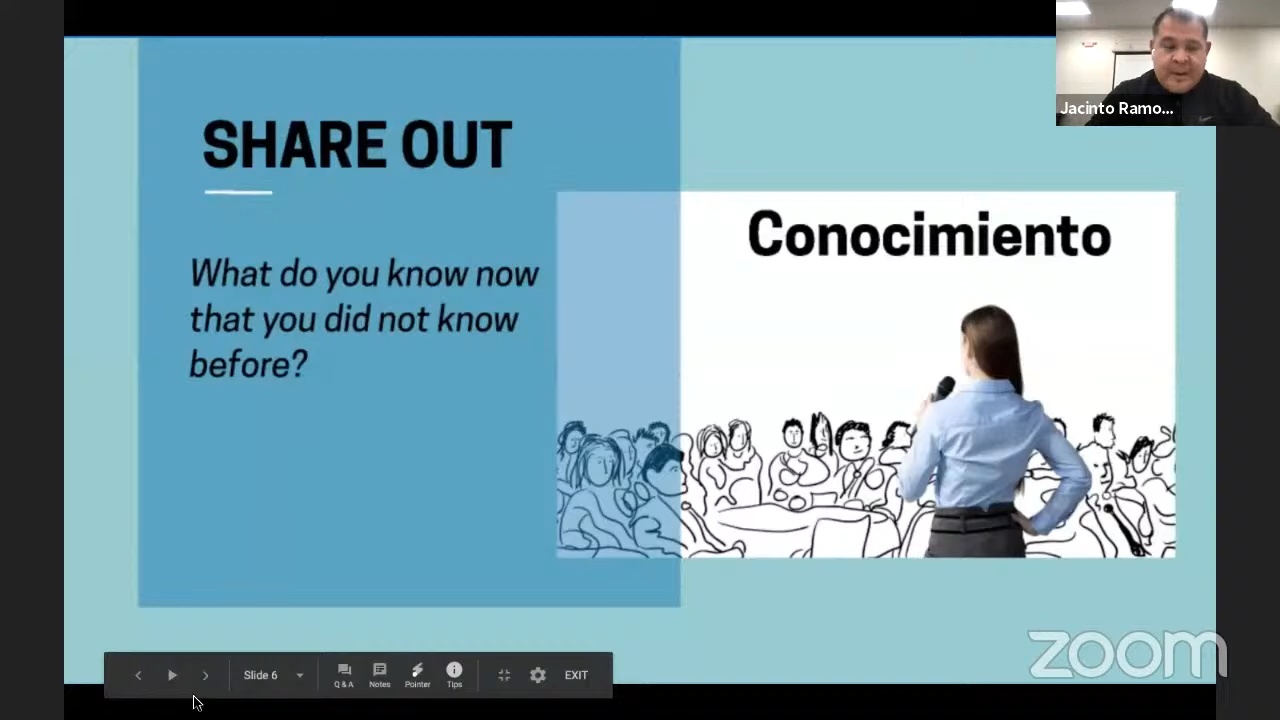 Jacinto Ramo...
SHARE OUT
What do you know now
that you did not know
before?
Conocimiento
Slide 6
Q & A
Notes
Pointer
Tips
EXIT
zoom